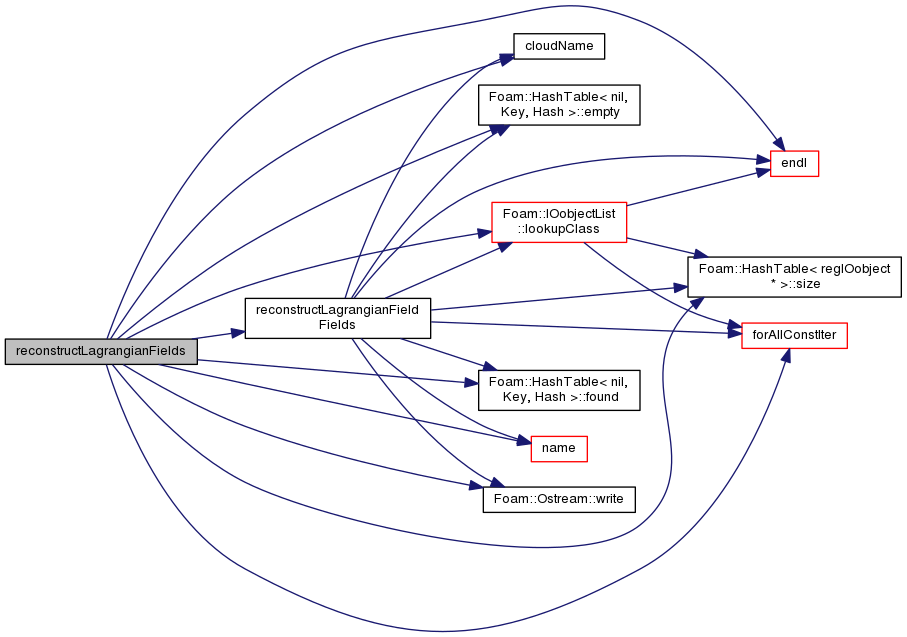 cloudName
Foam::HashTable< nil,
Key, Hash >::empty
endl
Foam::IOobjectList
::lookupClass
Foam::HashTable< regIOobject
* >::size
reconstructLagrangianField
Fields
forAllConstIter
reconstructLagrangianFields
Foam::HashTable< nil,
Key, Hash >::found
name
Foam::Ostream::write